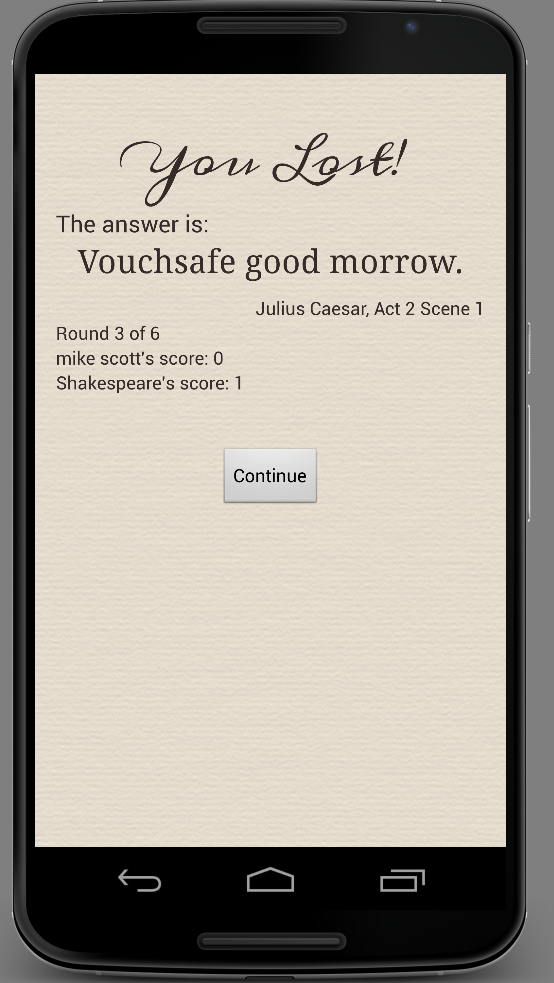 You Lost!
The answer is:
Vouchsafe good morrow.
Julius Caesar, Act 2 Scene 1
Round 3 of 6
mike scott's score: 0
Shakespeare's score: 1
Continue